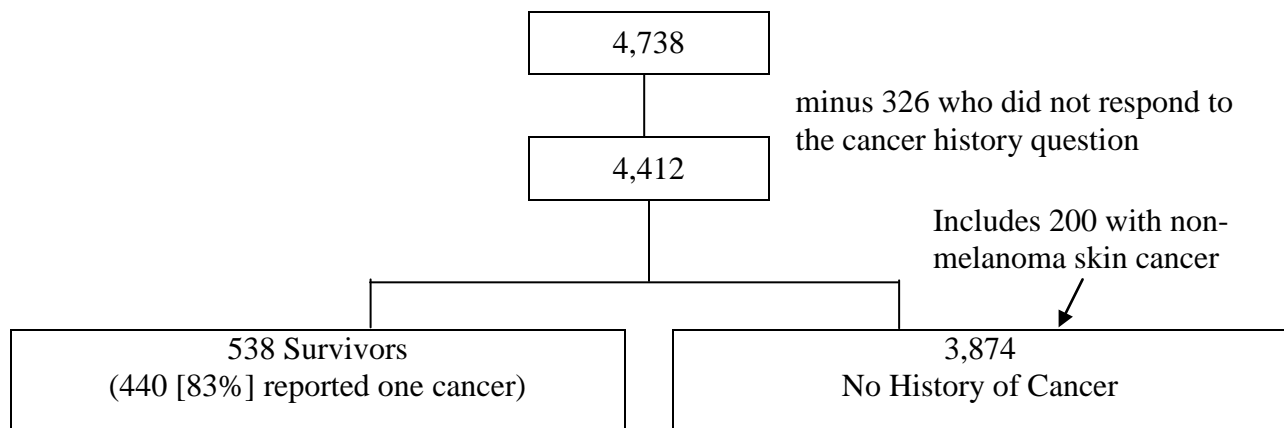 4,738
minus 326 who did not respond to
the cancer history question
4,412
Includes 200 with non-
melanoma skin cancer
538 Survivors
(440 [83%] reported one cancer)
3,874
No History of Cancer